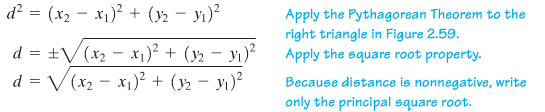 d² = (x₂ − x₁)² + (y₂ − y₁)² Apply the Pythagorean Theorem to the
right triangle in Figure 2.59.
d = ±√(x₂ − x₁)² + (y₂ − y₁)² Apply the square root property.
d = √(x₂ − x₁)² + (y₂ − y₁)² Because distance is nonnegative, write
only the principal square root.